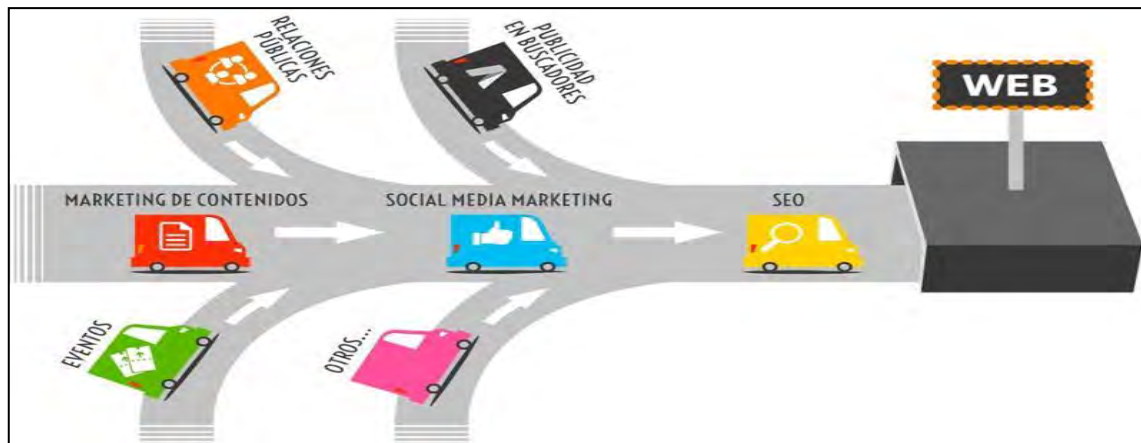 RELACIONES
PÚBLICAS
PUBLICIDAD
EN BUSCADORES
WEB
MARKETING DE CONTENIDOS
SOCIAL MEDIA MARKETING
SEO
EVENTOS
OTROS...